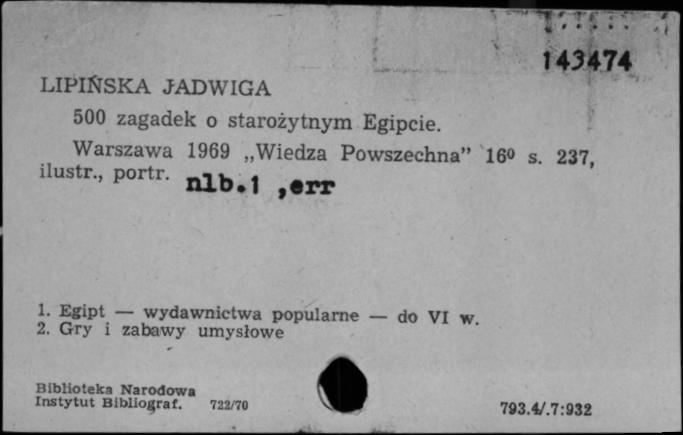 143474
LIPIŃSKA JADWIGA
500 zagadek o starożytnym Egipcie.
Warszawa 1969 „Wiedza Powszechna” 16⁰ s. 237,
ilustr., portr. nlb.1 ,err
1. Egipt — wydawnictwa popularne — do VI w.
2. Gry i zabawy umysłowe
Biblioteka Narodowa
Instytut Bibliograf. 722/70
793.4/.7:932